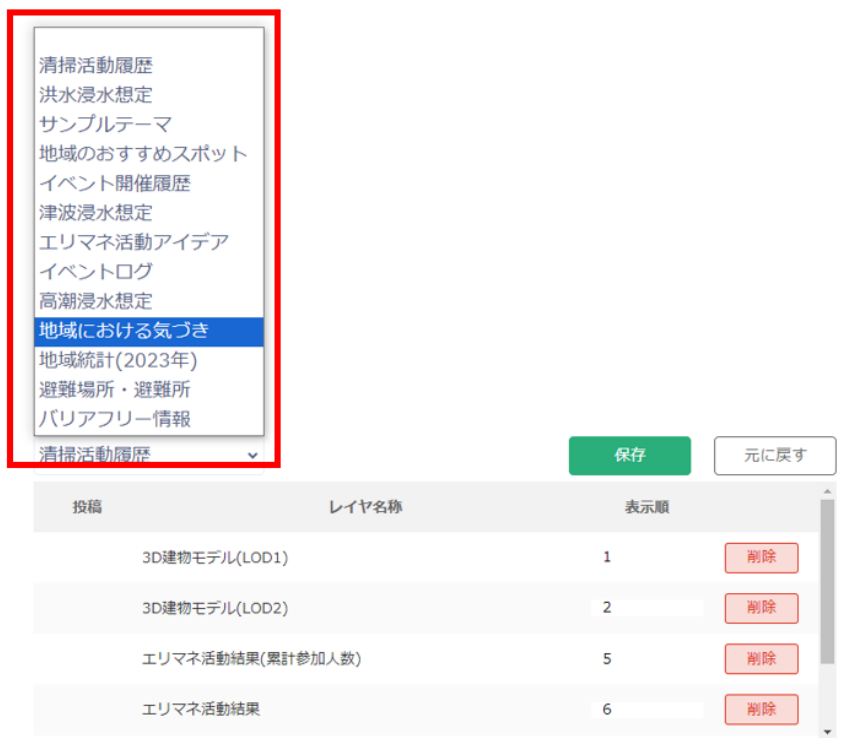 清掃活動履歴
洪水浸水想定
サンプルテーマ
地域のおすすめスポット
イベント開催履歴
津波浸水想定
エリマネ活動アイデア
イベントログ
高潮浸水想定
地域における気づき
地域統計(2023年)
避難場所・避難所
バリアフリー情報
清掃活動履歴 保存 元に戻す
投稿 レイヤ名称 表示順
3D建物モデル(LOD1) 1 削除
3D建物モデル(LOD2) 2 削除
エリマネ活動結果(累計参加人数) 5 削除
エリマネ活動結果 6 削除